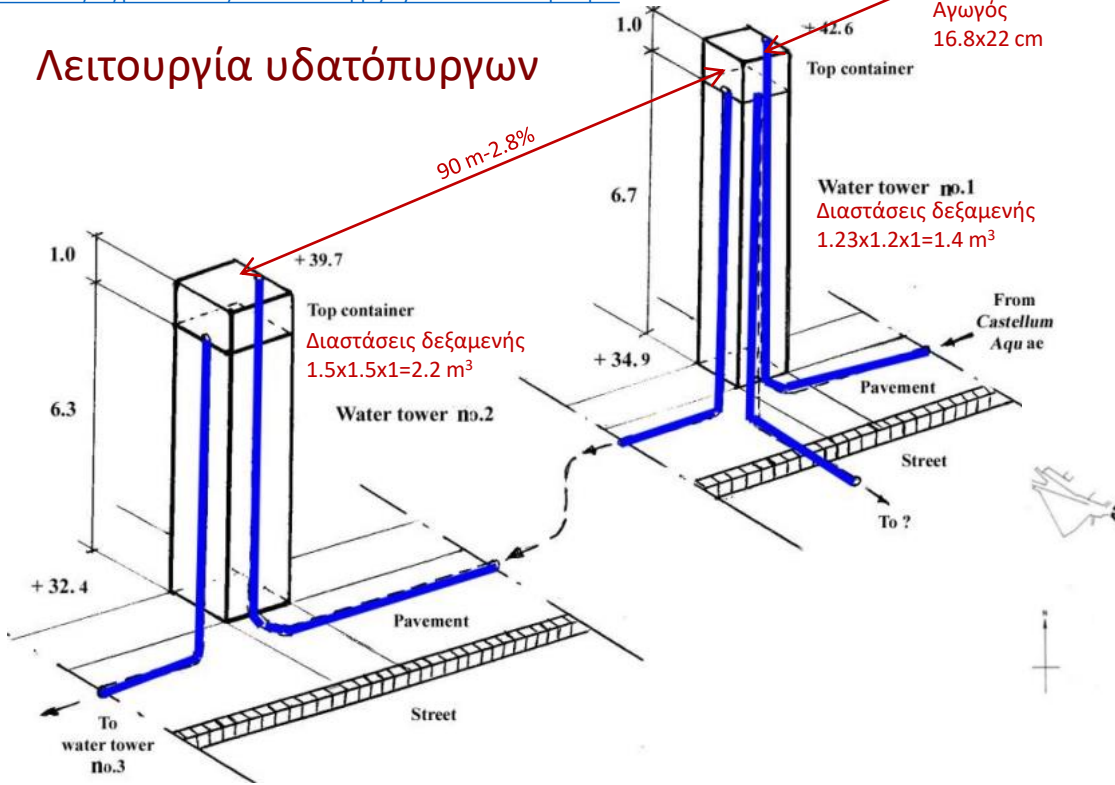 Λειτουργία υδατόπυργων
Αγωγός
16.8x22 cm
1.0
+42.6
Top container
90 m-2.8%
6.7
Water tower no.1
Διαστάσεις δεξαμενής
1.23x1.2x1=1.4 m³
From
Castellum
Aquae
+34.9
Pavement
Street
To ?
1.0
+39.7
Top container
Διαστάσεις δεξαμενής
1.5x1.5x1=2.2 m³
6.3
Water tower no.2
+32.4
Pavement
Street
To
water tower
no.3
N